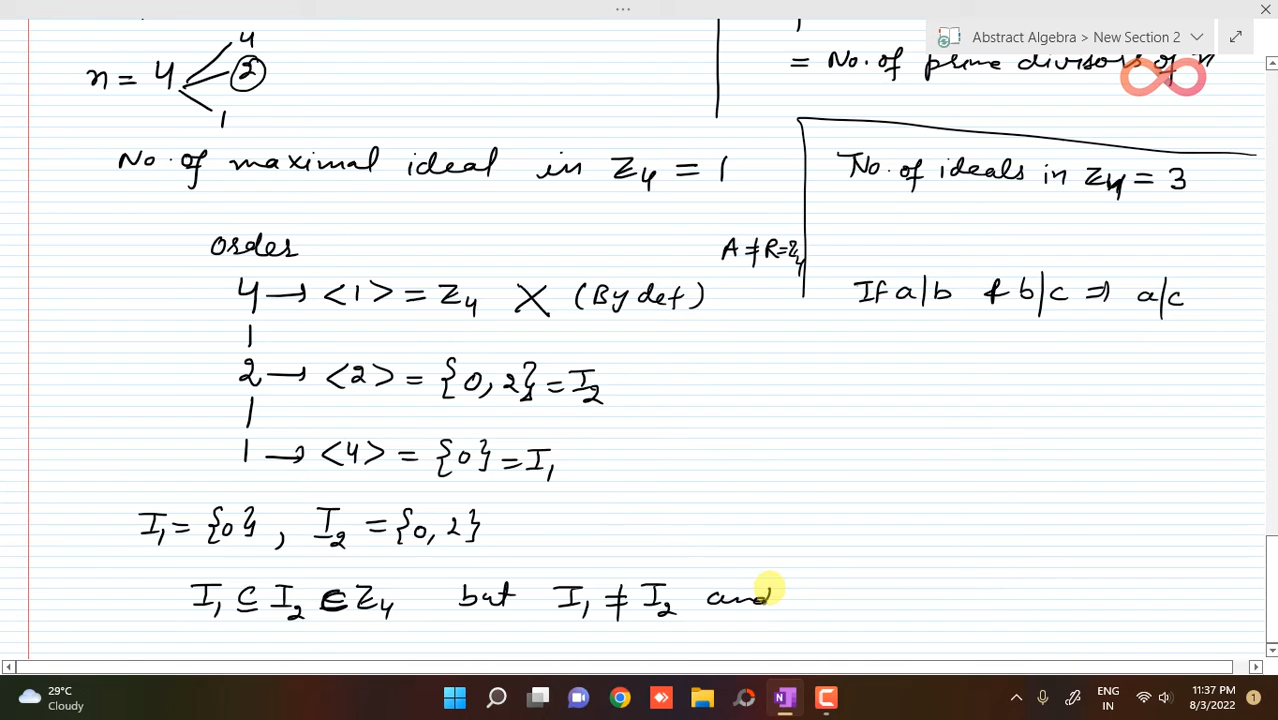 Abstract Algebra > New Section 2
n = 4
4
2
1
= No. of prime divisors of n
No. of maximal ideal in Z₄ = 1
No. of ideals in Z₄ = 3
order
A ≠ R = Z₄
4 → <1> = Z₄ X (By def)
If a|b & b|c ⇒ a|c
2 → <2> = {0, 2} = I₂
1 → <4> = {0} = I₁
I₁ = {0}, I₂ = {0, 2}
I₁ ⊆ I₂ ⊆ Z₄ but I₁ ≠ I₂ and
29°C
Cloudy
ENG
IN
11:37 PM
8/3/2022
1